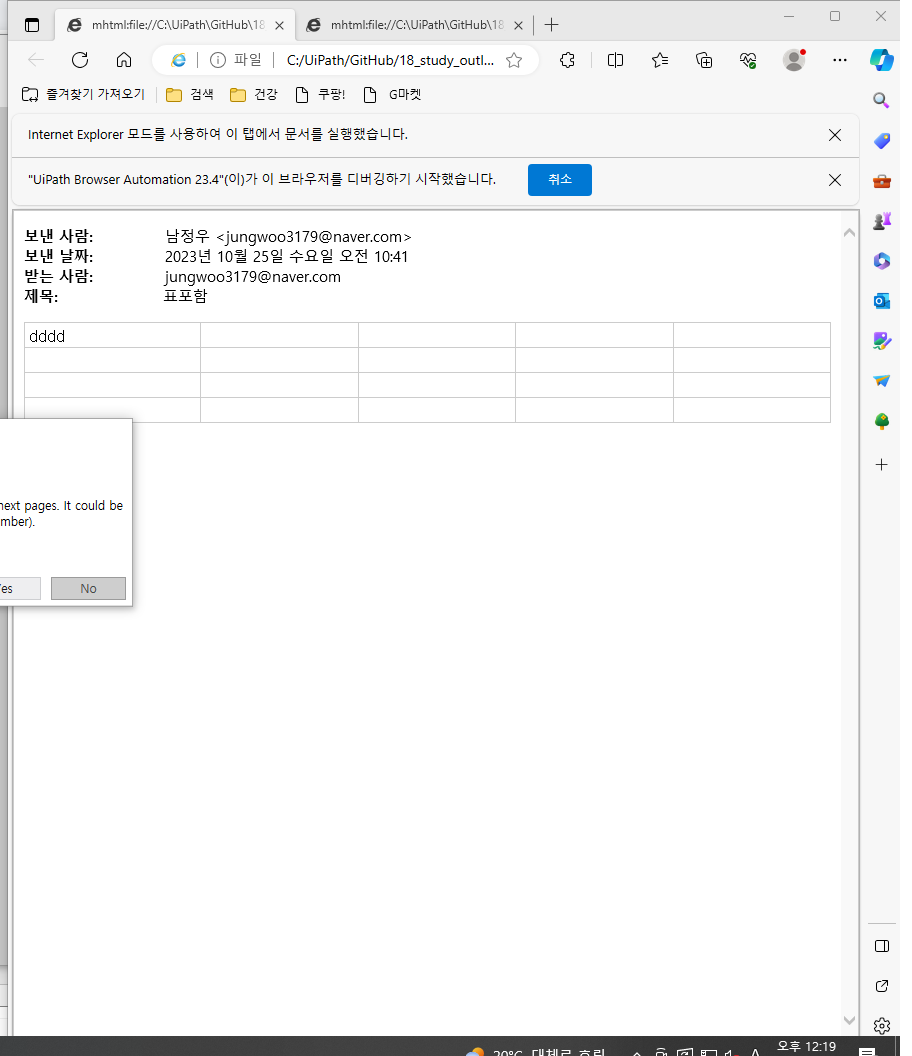 mhtml:file://C:\UiPath\GitHub\18
mhtml:file://C:\UiPath\GitHub\18
파일
C:/UiPath/GitHub/18_study_outl...
즐겨찾기 가져오기
검색
건강
쿠팡!
G마켓
Internet Explorer 모드를 사용하여 이 탭에서 문서를 실행했습니다.
"UiPath Browser Automation 23.4"(이)가 이 브라우저를 디버깅하기 시작했습니다.
취소
보낸 사람: 남정우 <jungwoo3179@naver.com>
보낸 날짜: 2023년 10월 25일 수요일 오전 10:41
받는 사람: jungwoo3179@naver.com
제목: 표포함
dddd
next pages. It could be
mber).
es
No
20°C 대체로 흐림
A
오후 12:19